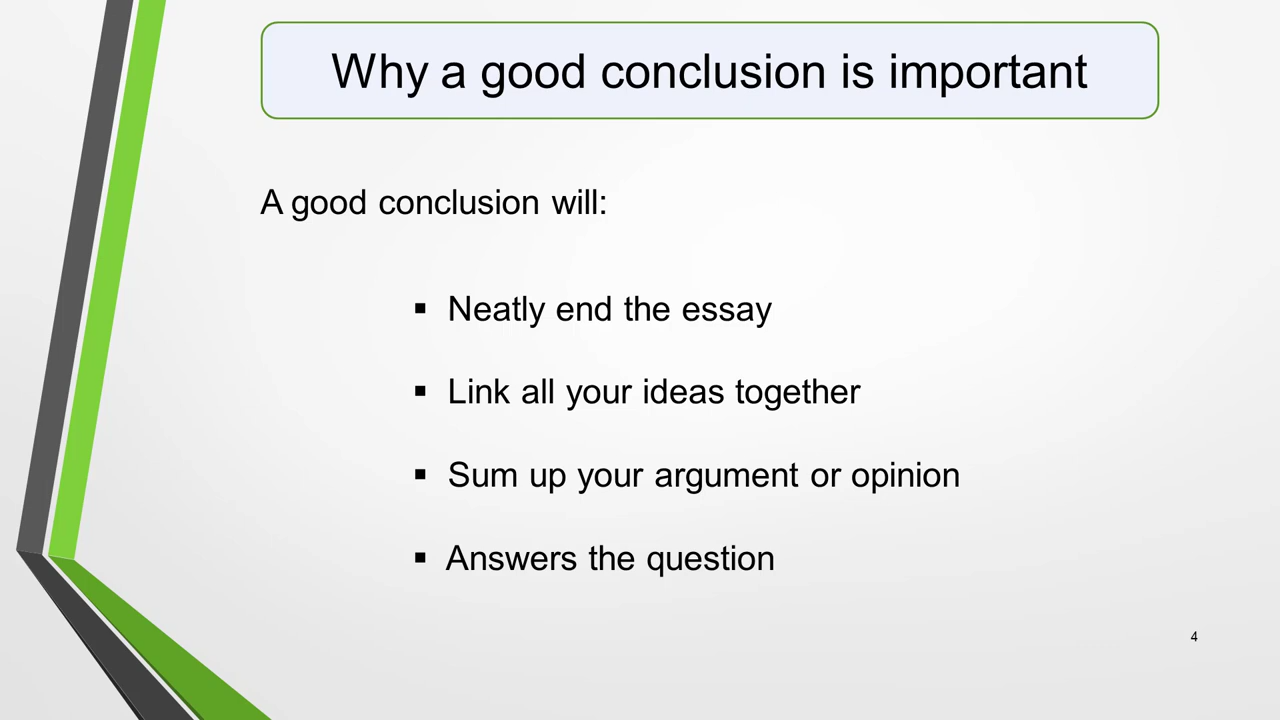 Why a good conclusion is important
A good conclusion will:
▪ Neatly end the essay
▪ Link all your ideas together
▪ Sum up your argument or opinion
▪ Answers the question
4